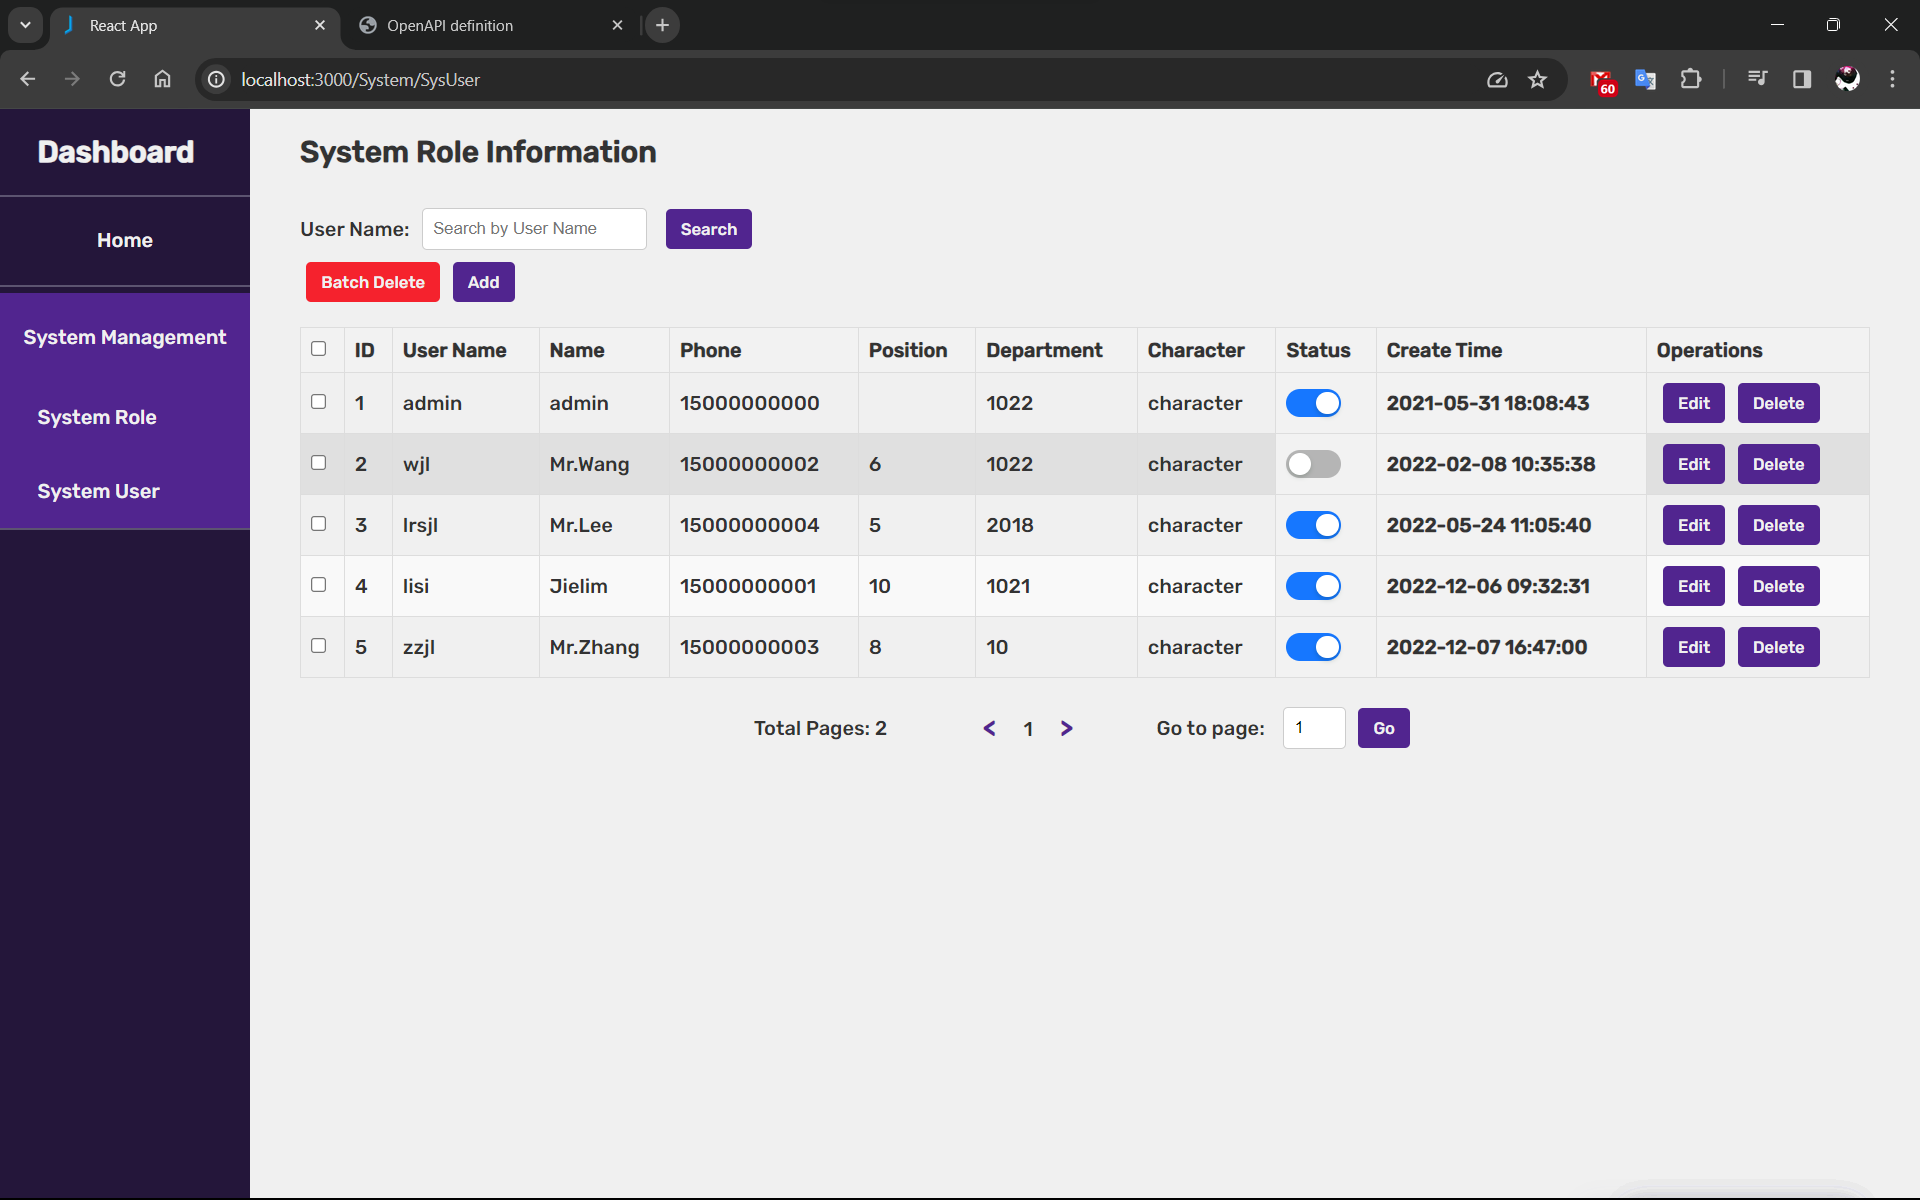 React App
OpenAPI definition
localhost:3000/System/SysUser
60
Dashboard
Home
System Management
System Role
System User
System Role Information
User Name: Search by User Name Search
Batch Delete Add
ID User Name Name Phone Position Department Character Status Create Time Operations
1 admin admin 15000000000 1022 character 2021-05-31 18:08:43 Edit Delete
2 wjl Mr.Wang 15000000002 6 1022 character 2022-02-08 10:35:38 Edit Delete
3 lrsjl Mr.Lee 15000000004 5 2018 character 2022-05-24 11:05:40 Edit Delete
4 lisi Jielim 15000000001 10 1021 character 2022-12-06 09:32:31 Edit Delete
5 zzjl Mr.Zhang 15000000003 8 10 character 2022-12-07 16:47:00 Edit Delete
Total Pages: 2 < 1 > Go to page: 1 Go